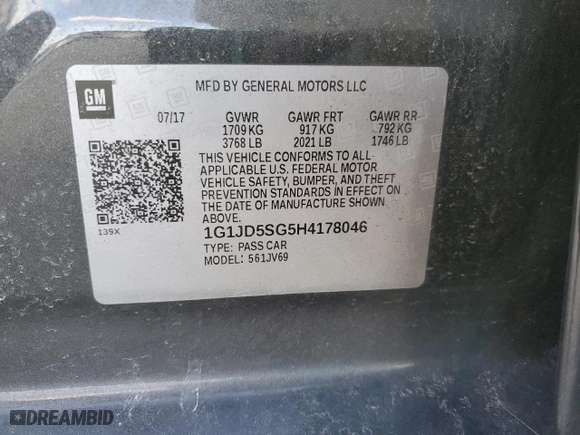 GM
MFD BY GENERAL MOTORS LLC
07/17 GVWR GAWR FRT GAWR RR
1709 KG 917 KG 792 KG
3768 LB 2021 LB 1746 LB
THIS VEHICLE CONFORMS TO ALL
APPLICABLE U.S. FEDERAL MOTOR
VEHICLE SAFETY, BUMPER, AND THEFT
PREVENTION STANDARDS IN EFFECT ON
THE DATE OF MANUFACTURE SHOWN
ABOVE.
139X
1G1JD5SG5H4178046
TYPE: PASS CAR
MODEL: 561JV69
DREAMBID